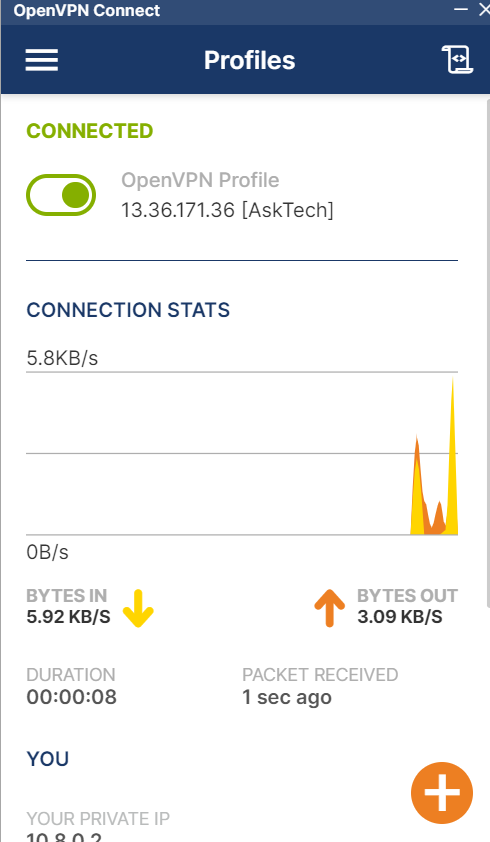 OpenVPN Connect
Profiles
CONNECTED
OpenVPN Profile
13.36.171.36 [AskTech]
CONNECTION STATS
5.8KB/s
0B/s
BYTES IN
5.92 KB/S
BYTES OUT
3.09 KB/S
DURATION
00:00:08
PACKET RECEIVED
1 sec ago
YOU
YOUR PRIVATE IP
10.8.0.2